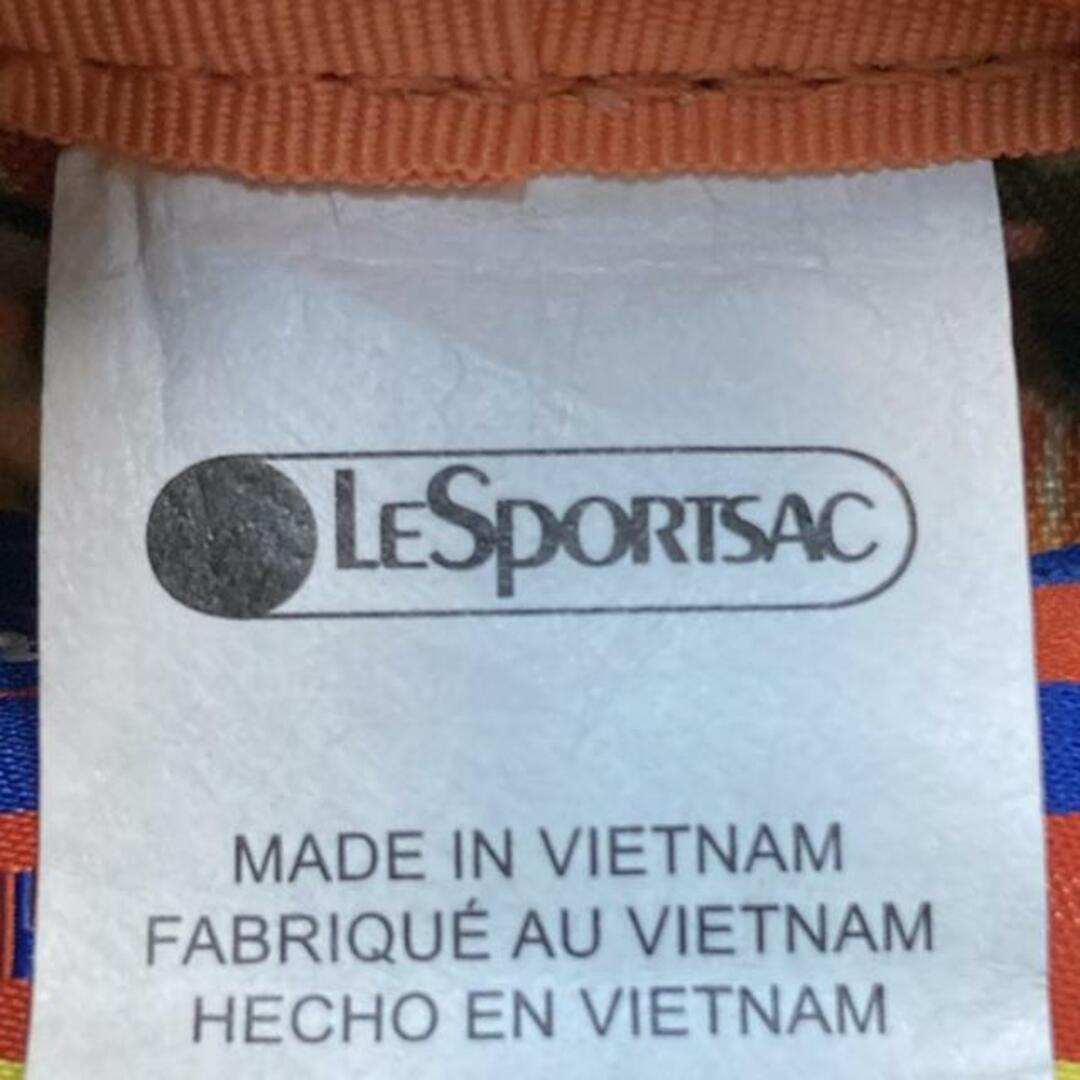 LESPORTSAC
MADE IN VIETNAM
FABRIQUÉ AU VIETNAM
HECHO EN VIETNAM